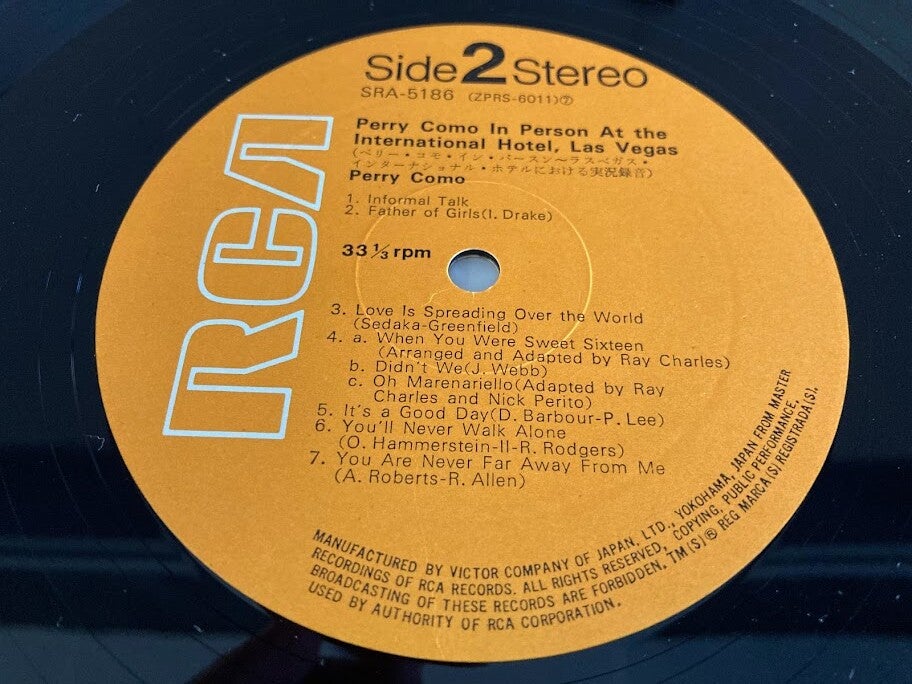 RCA
Side 2 Stereo
SRA-5186 (ZPRS-6011)②
Perry Como In Person At the
International Hotel, Las Vegas
(ペリー・コモ・イン・パースン〜ラスベガス・
インターナショナル・ホテルにおける実況録音)
Perry Como
1. Informal Talk
2. Father of Girls(I. Drake)
33 1/3 rpm
3. Love Is Spreading Over the World
(Sedaka-Greenfield)
4. a. When You Were Sweet Sixteen
(Arranged and Adapted by Ray Charles)
b. Didn't We(J. Webb)
c. Oh Marenariello(Adapted by Ray
Charles and Nick Perito)
5. It's a Good Day(D. Barbour-P. Lee)
6. You'll Never Walk Alone
(O. Hammerstein-II-R. Rodgers)
7. You Are Never Far Away From Me
(A. Roberts-R. Allen)
MANUFACTURED BY VICTOR COMPANY OF JAPAN, LTD., YOKOHAMA, JAPAN FROM MASTER
RECORDINGS OF RCA RECORDS. ALL RIGHTS RESERVED, COPYING, PUBLIC PERFORMANCE,
BROADCASTING OF THESE RECORDS ARE FORBIDDEN. TM(S)® REG MARCA(S) REGISTRADA(S).
USED BY AUTHORITY OF RCA CORPORATION.